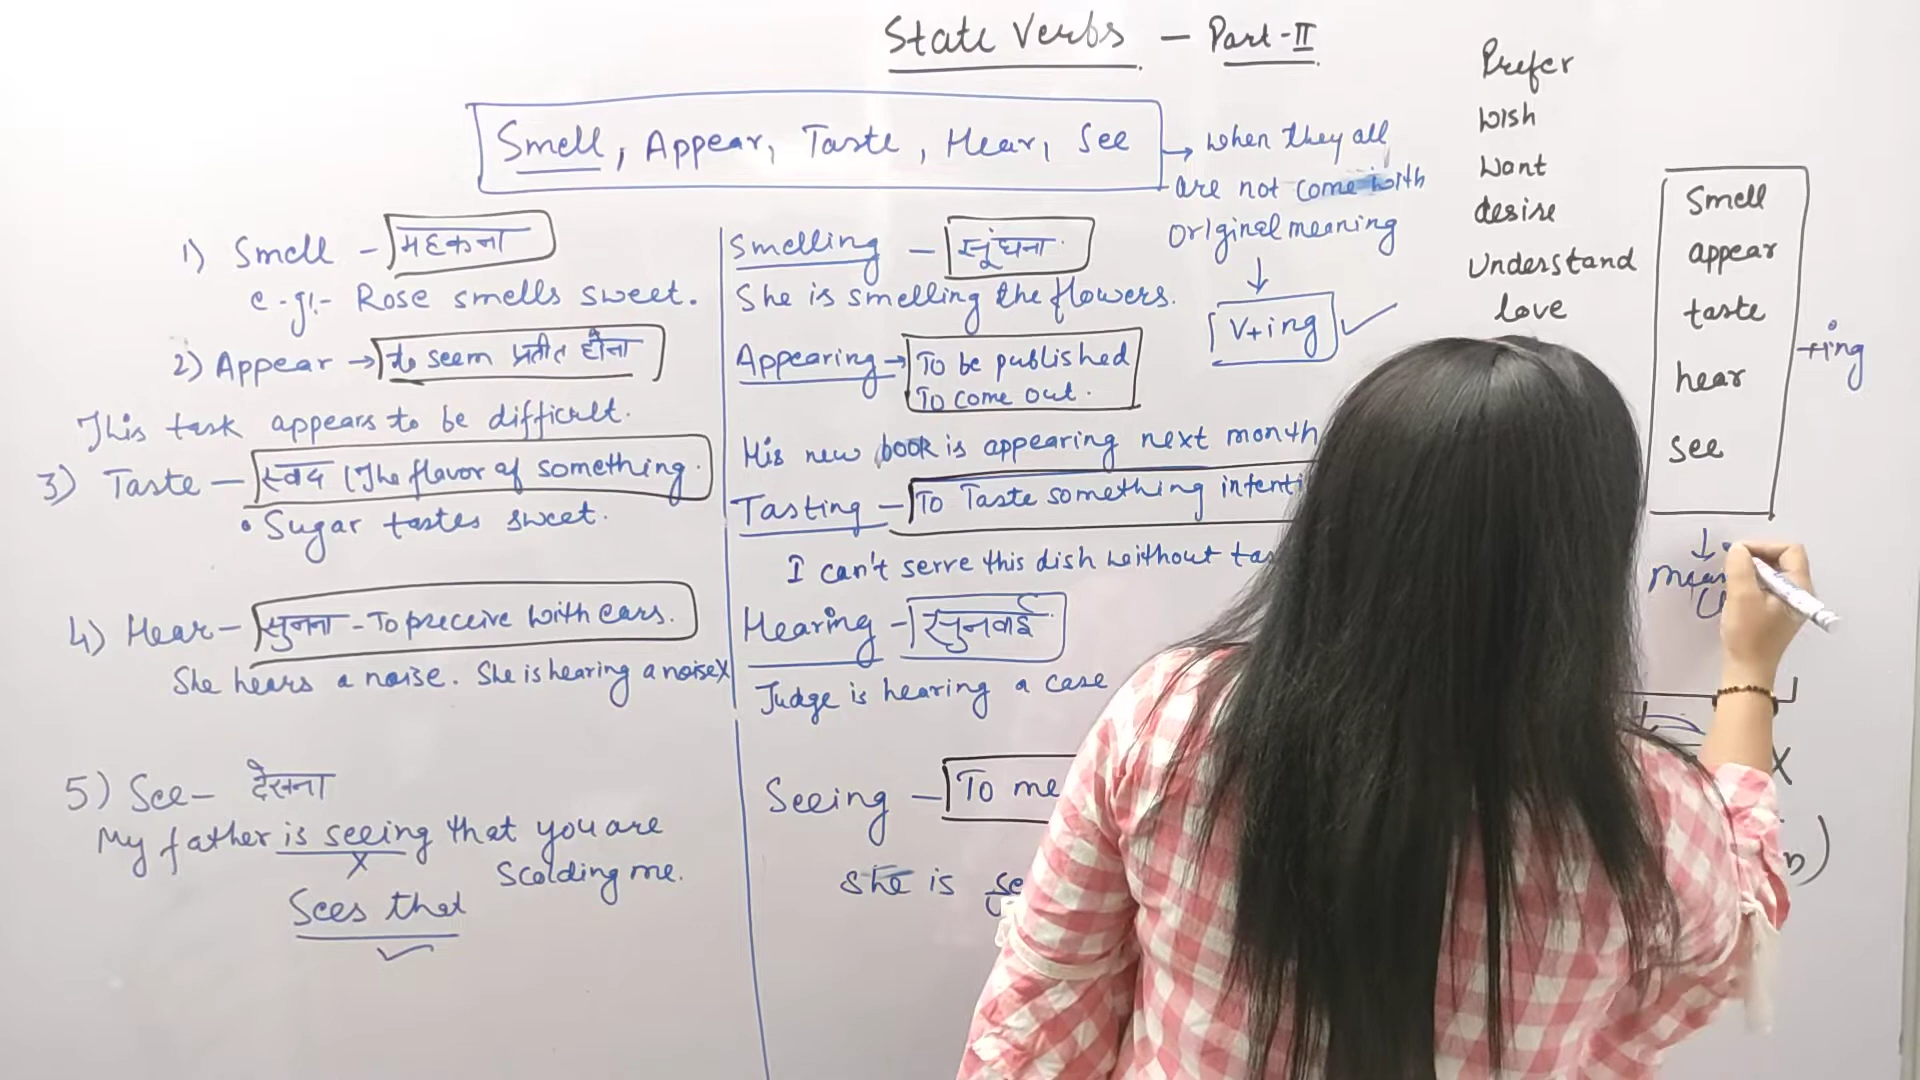 State Verbs - Part-II
Smell, Appear, Taste, Hear, See
→ when they all
are not come with
original meaning
↓
V+ing ✓
1) Smell - महकना
e.g:- Rose smells sweet.
2) Appear → to seem प्रतीत होना
This task appears to be difficult.
3) Taste - स्वाद (The flavor of something.
• Sugar tastes sweet.
4) Hear - सुनना - To preceive with ears.
She hears a noise. She is hearing a noise X
5) See - देखना
My father is seeing that you are
X
scolding me.
Sees that
✓
Smelling - सूंघना
She is smelling the flowers.
Appearing → To be published
To come out.
His new book is appearing next month
Tasting - To Taste something intenti
I can't serve this dish without tas
Hearing - सुनवाई
Judge is hearing a case
Seeing - To me
She is se
Prefer
Wish
Want
desire
Understand
love
Smell
appear
taste
hear
see
+ing
↓
mean
X